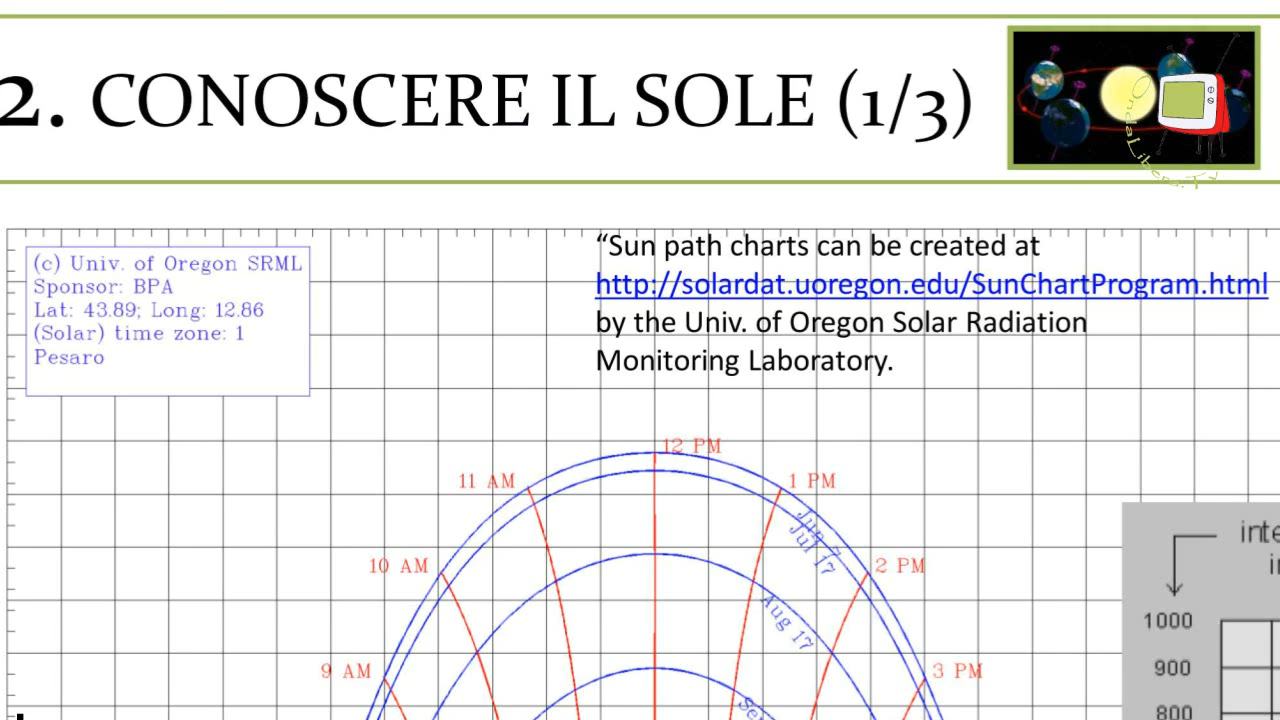 2. CONOSCERE IL SOLE (1/3)
(c) Univ. of Oregon SRML
Sponsor: BPA
Lat: 43.89; Long: 12.86
(Solar) time zone: 1
Pesaro
“Sun path charts can be created at
http://solardat.uoregon.edu/SunChartProgram.html
by the Univ. of Oregon Solar Radiation
Monitoring Laboratory.
12 PM
11 AM
1 PM
Jul 17
10 AM
2 PM
Aug 17
9 AM
3 PM
1000
900
800